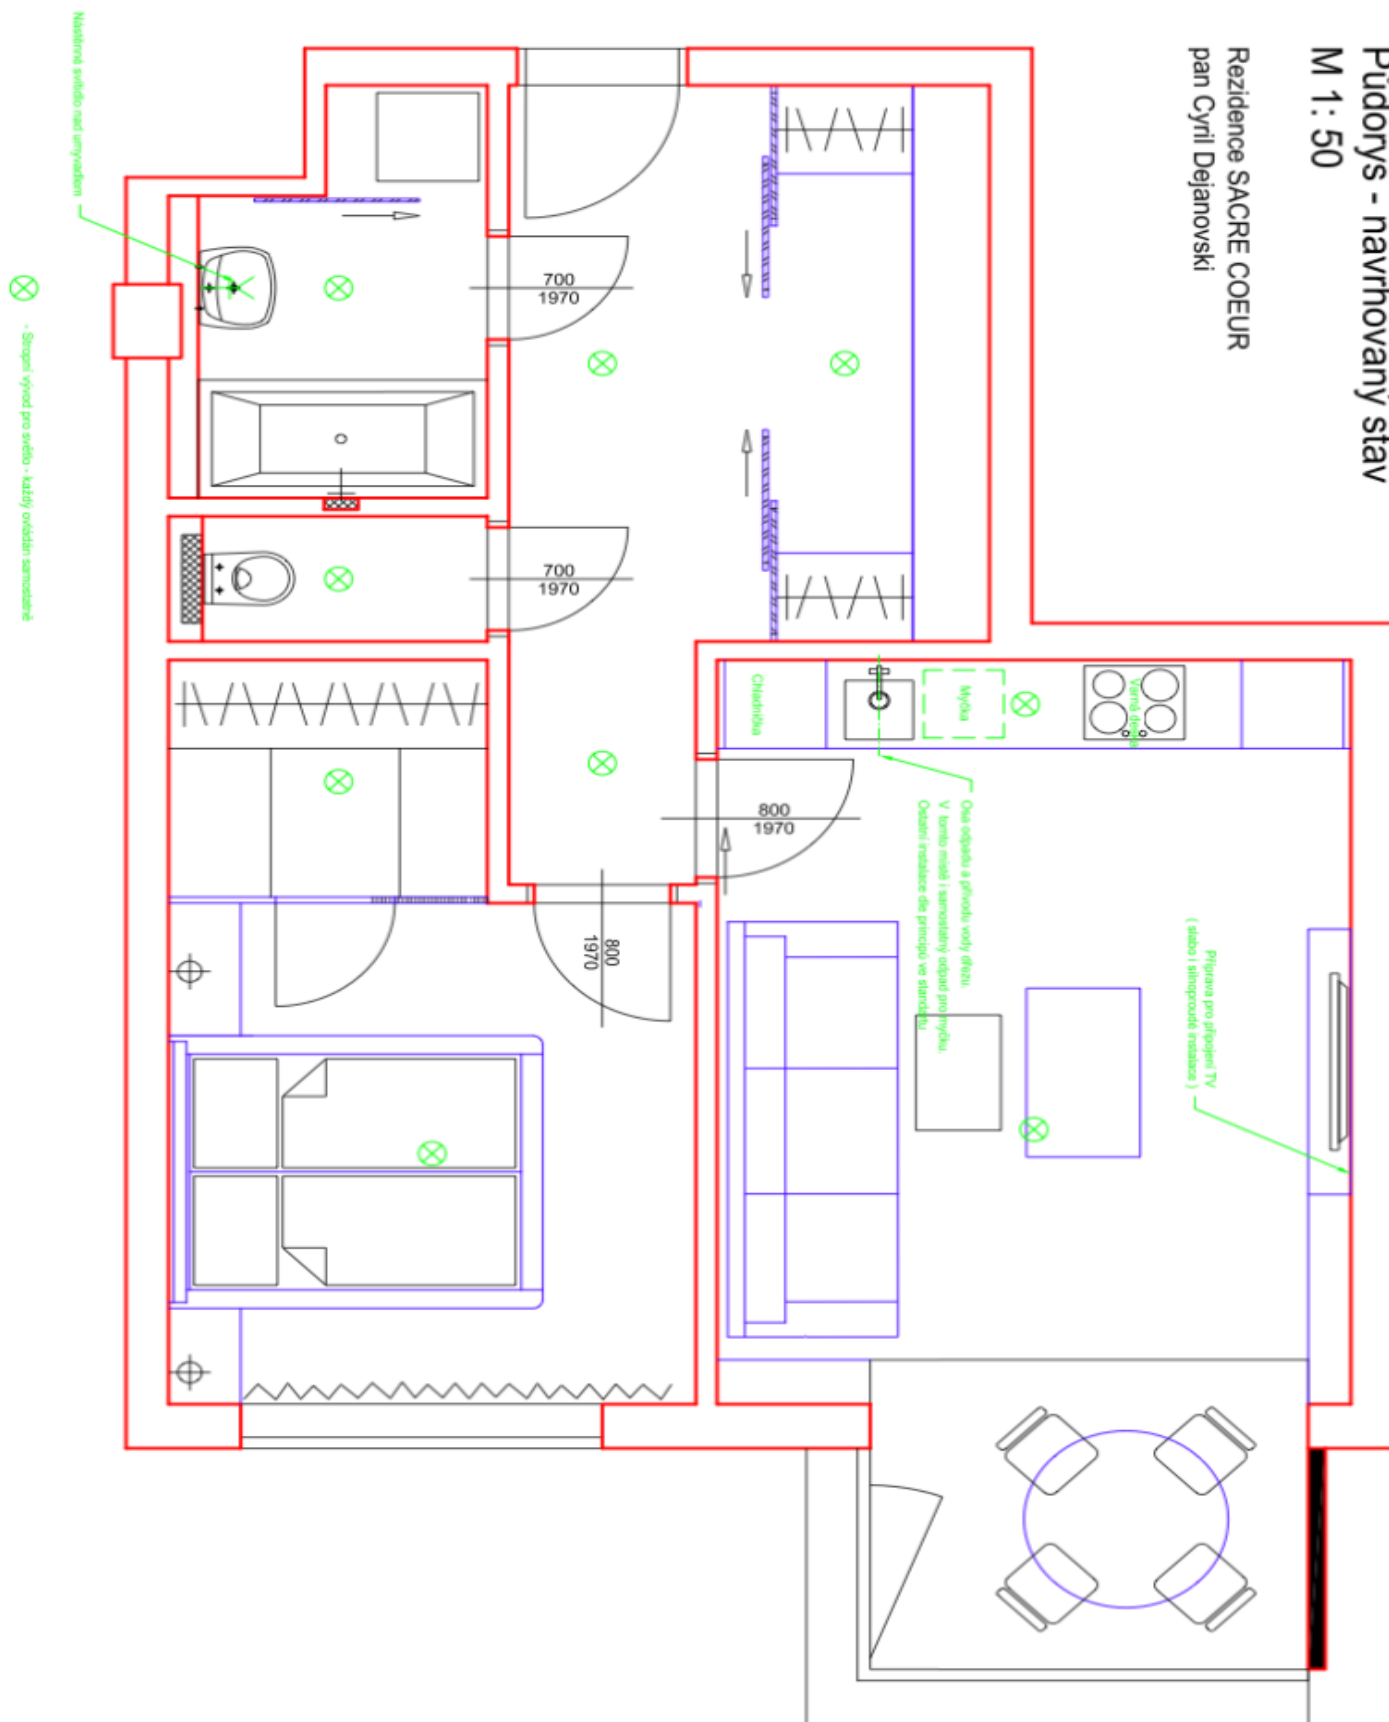 Půdorys - navrhovaný stav
M 1: 50
Rezidence SACRE COEUR
pan Cyril Dejanovski
Nástěnné svítidlo nad umyvadlem
- Stropní vývod pro světlo - každý ovládán samostatně
700
1970
700
1970
800
1970
800
1970
Chladnička
Myčka
Varná deska
Osa odpadu a přívodu vody dřezu.
V tomto místě i samostatný odpad pro myčku.
Ostatní instalace dle principů ve standartu
Příprava pro připojení TV
( slabo i silnoproudé instalace )